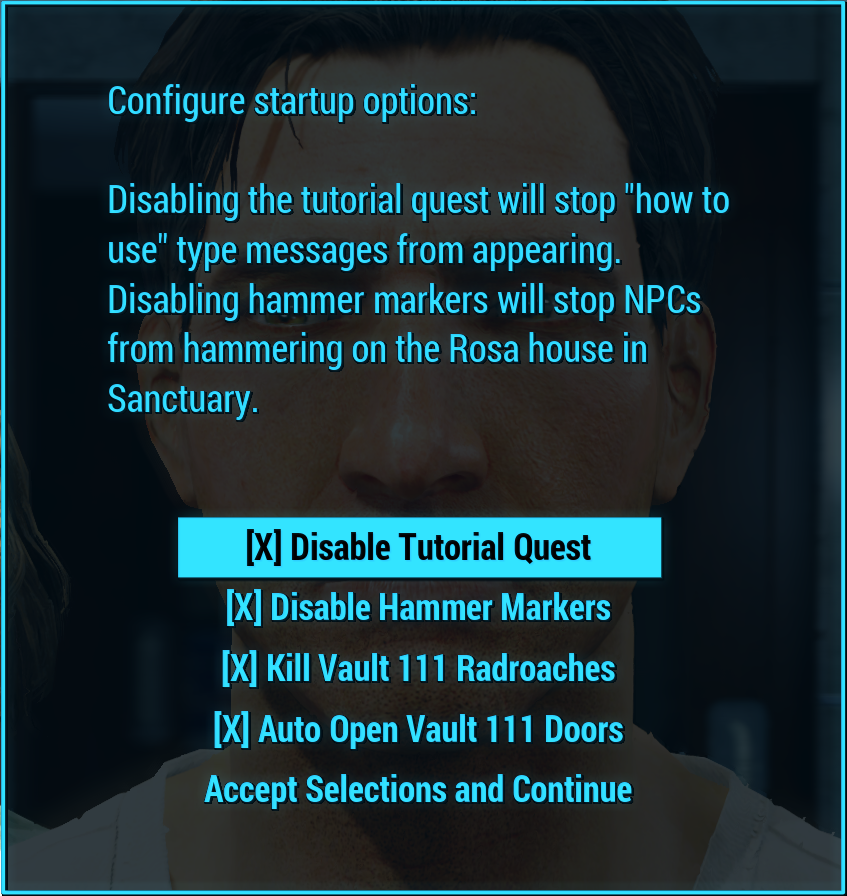 Configure startup options:
Disabling the tutorial quest will stop "how to
use" type messages from appearing.
Disabling hammer markers will stop NPCs
from hammering on the Rosa house in
Sanctuary.
[X] Disable Tutorial Quest
[X] Disable Hammer Markers
[X] Kill Vault 111 Radroaches
[X] Auto Open Vault 111 Doors
Accept Selections and Continue